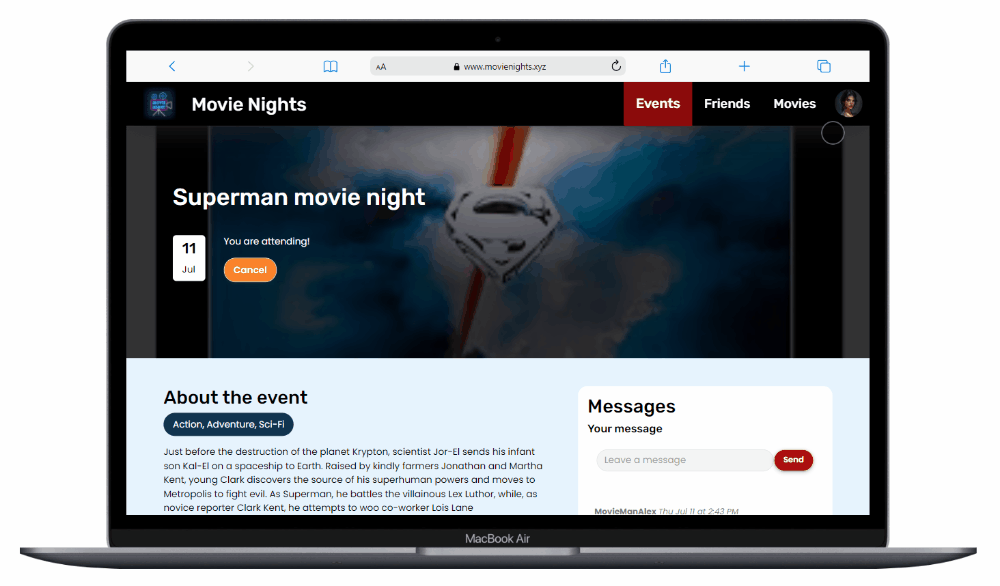 AA
www.movienights.xyz
Movie Nights
Events
Friends
Movies
Superman movie night
11
Jul
You are attending!
Cancel
About the event
Action, Adventure, Sci-Fi
Just before the destruction of the planet Krypton, scientist Jor-El sends his infant
son Kal-El on a spaceship to Earth. Raised by kindly farmers Jonathan and Martha
Kent, young Clark discovers the source of his superhuman powers and moves to
Metropolis to fight evil. As Superman, he battles the villainous Lex Luthor, while, as
novice reporter Clark Kent, he attempts to woo co-worker Lois Lane
Messages
Your message
Leave a message
Send
MovieManAlex Thu Jul 11 at 2:43 PM
MacBook Air